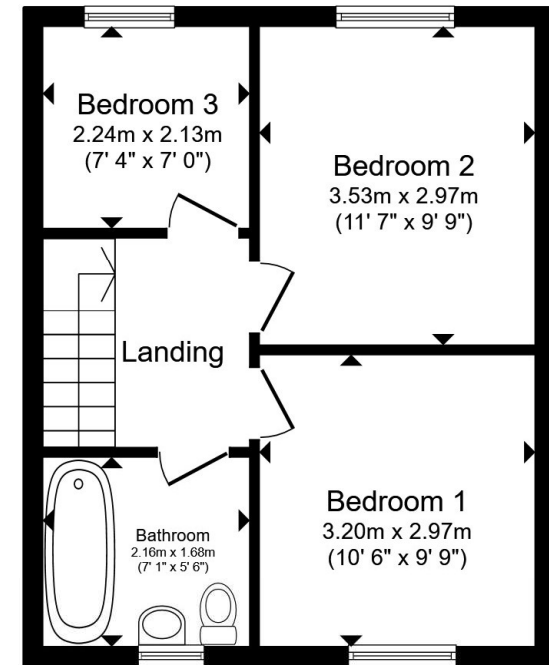 Bedroom 3
2.24m x 2.13m
(7' 4" x 7' 0")
Bedroom 2
3.53m x 2.97m
(11' 7" x 9' 9")
Landing
Bedroom 1
3.20m x 2.97m
(10' 6" x 9' 9")
Bathroom
2.16m x 1.68m
(7' 1" x 5' 6")